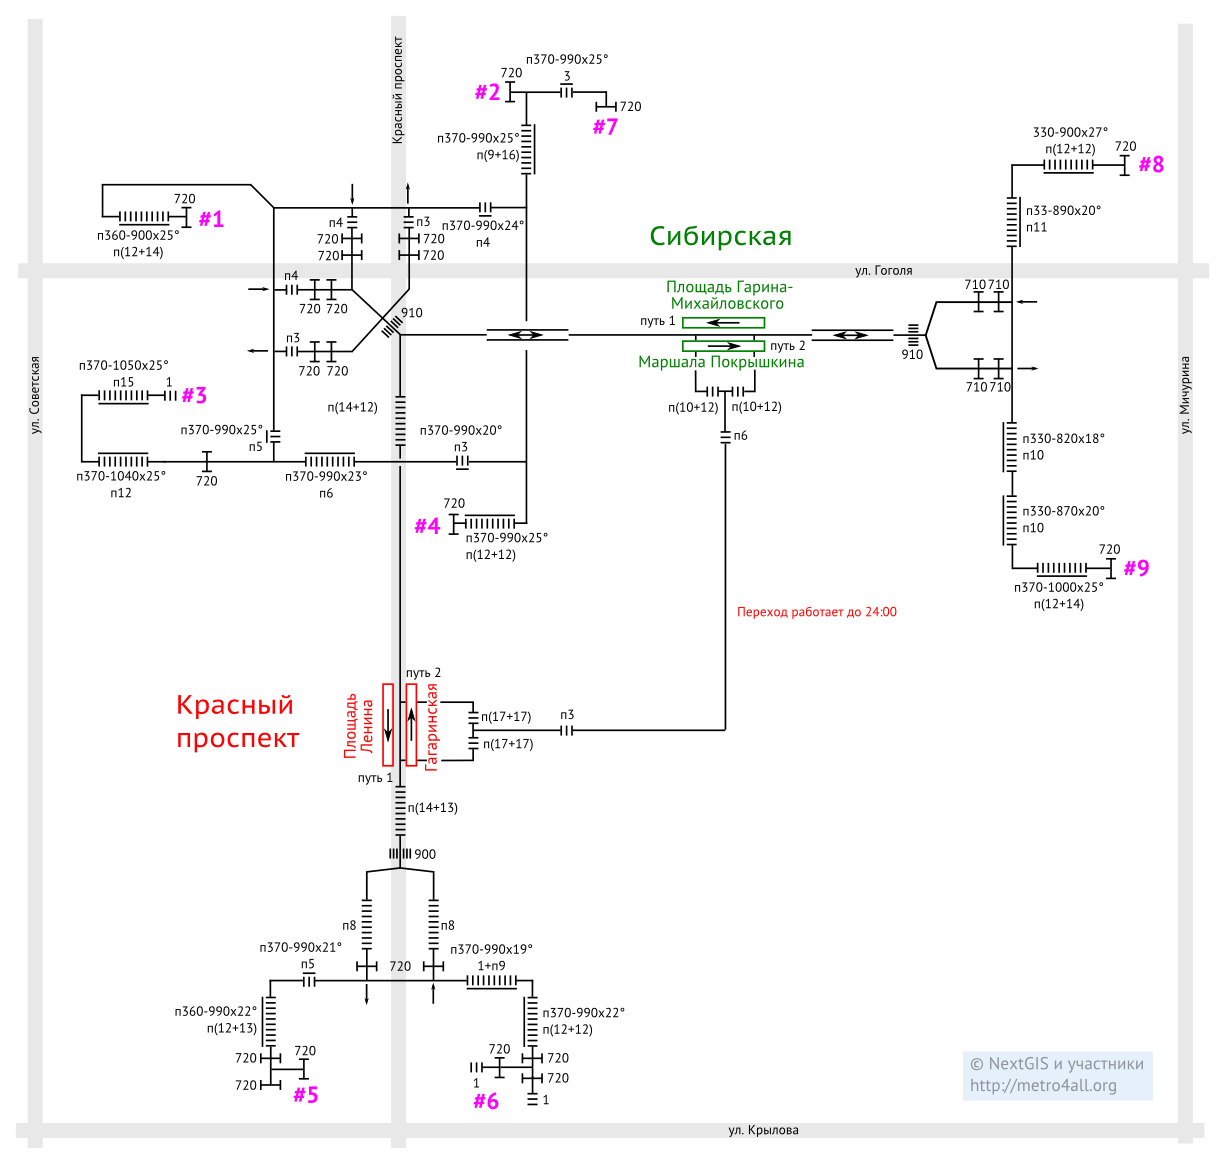 Красный проспект
п370-990x25°
3
720
#2
720
#7
п370-990x25°
п(9+16)
330-900x27°
п(12+12)
720
#8
720
#1
п360-900x25°
п(12+14)
п4
п3
720
720
720
720
п370-990x24°
п4
п33-890x20°
п11
Сибирская
ул. Гоголя
п4
720
720
910
Площадь Гарина-
Михайловского
путь 1
710
710
п3
720
720
путь 2
Маршала Покрышкина
910
710
710
ул. Советская
ул. Мичурина
п370-1050x25°
п15
1
#3
п(14+12)
п(10+12)
п(10+12)
п370-990x25°
п5
п370-990x20°
п3
п6
п330-820x18°
п10
п370-1040x25°
п12
720
п370-990x23°
п6
720
#4
п370-990x25°
п(12+12)
п330-870x20°
п10
720
#9
п370-1000x25°
п(12+14)
Переход работает до 24:00
путь 2
Красный
проспект
Площадь
Ленина
Гагаринская
п(17+17)
п3
п(17+17)
путь 1
п(14+13)
900
п8
п8
п370-990x21°
п5
720
п370-990x19°
1+п9
п360-990x22°
п(12+13)
п370-990x22°
п(12+12)
720
720
720
#5
720
720
720
1
#6
1
© NextGIS и участники
http://metro4all.org
ул. Крылова